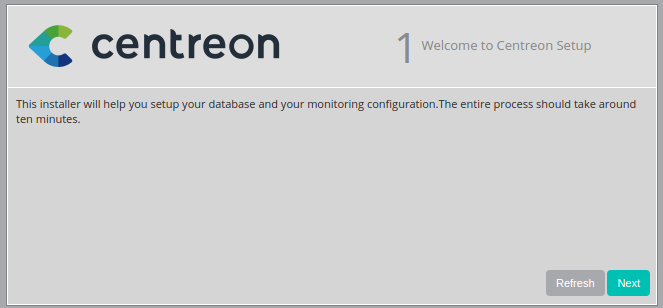 centreon
1 Welcome to Centreon Setup
This installer will help you setup your database and your monitoring configuration.The entire process should take around
ten minutes.
Refresh Next